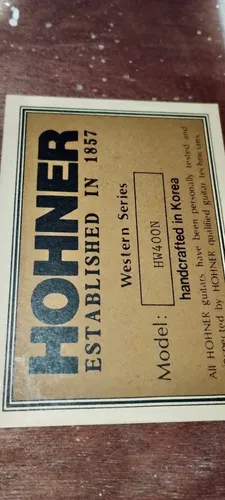 HOHNER
ESTABLISHED IN 1857
Western Series
Model: HW400N
handcrafted in Korea
All HOHNER guitars have been personally tested and
inspected by HOHNER qualified guitar technicians